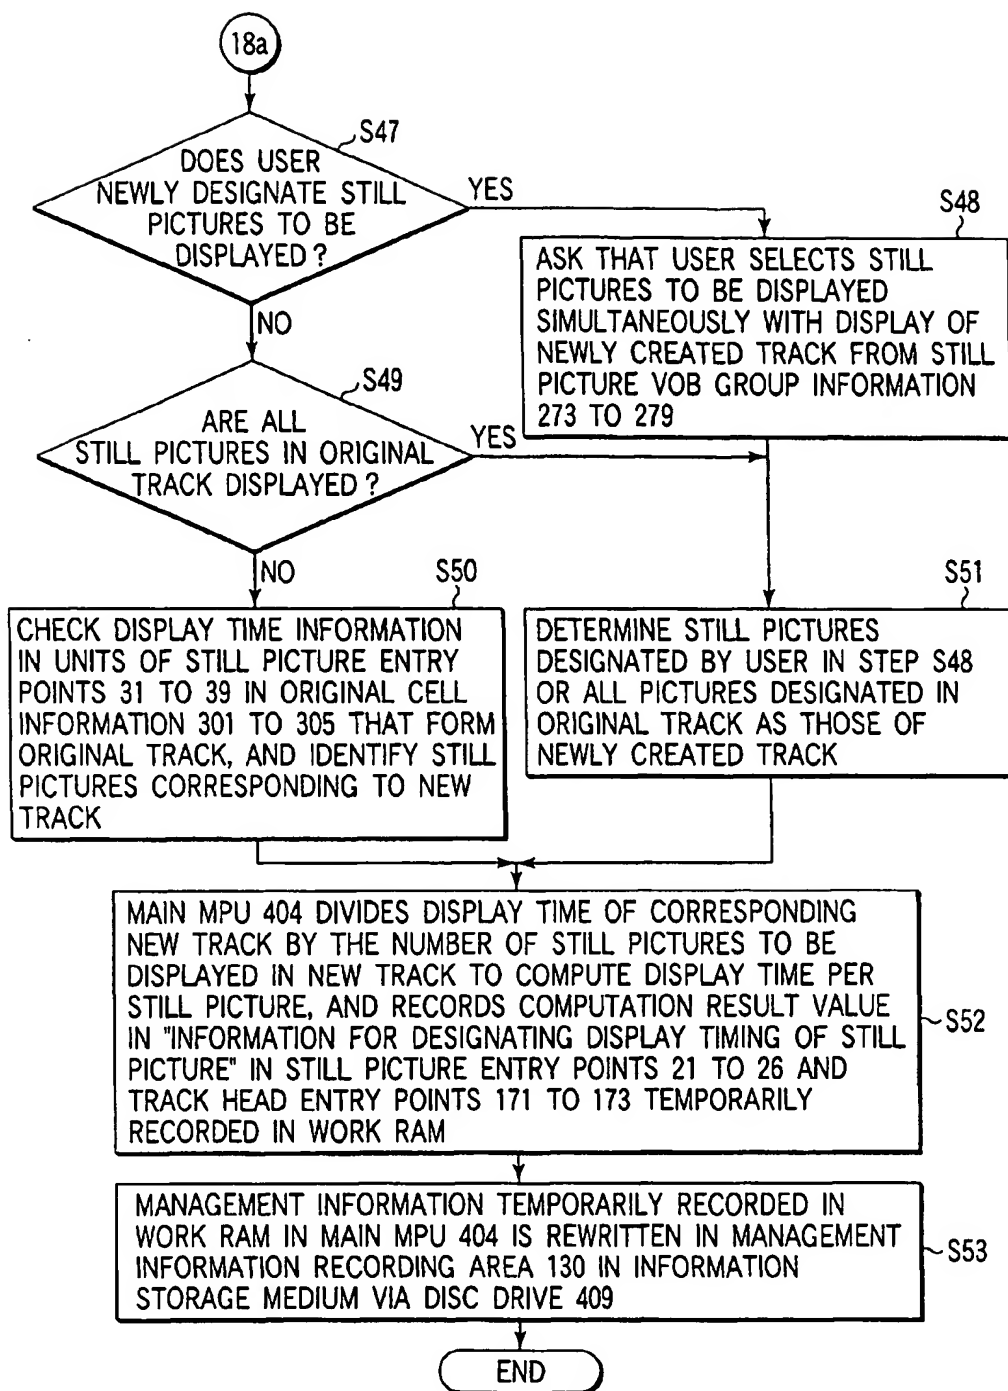 18a
S47
DOES USER
NEWLY DESIGNATE STILL
PICTURES TO BE
DISPLAYED ?
YES
NO
S48
ASK THAT USER SELECTS STILL
PICTURES TO BE DISPLAYED
SIMULTANEOUSLY WITH DISPLAY OF
NEWLY CREATED TRACK FROM STILL
PICTURE VOB GROUP INFORMATION
273 TO 279
S49
ARE ALL
STILL PICTURES IN ORIGINAL
TRACK DISPLAYED ?
YES
NO
S50
CHECK DISPLAY TIME INFORMATION
IN UNITS OF STILL PICTURE ENTRY
POINTS 31 TO 39 IN ORIGINAL CELL
INFORMATION 301 TO 305 THAT FORM
ORIGINAL TRACK, AND IDENTIFY STILL
PICTURES CORRESPONDING TO NEW
TRACK
S51
DETERMINE STILL PICTURES
DESIGNATED BY USER IN STEP S48
OR ALL PICTURES DESIGNATED IN
ORIGINAL TRACK AS THOSE OF
NEWLY CREATED TRACK
MAIN MPU 404 DIVIDES DISPLAY TIME OF CORRESPONDING
NEW TRACK BY THE NUMBER OF STILL PICTURES TO BE
DISPLAYED IN NEW TRACK TO COMPUTE DISPLAY TIME PER
STILL PICTURE, AND RECORDS COMPUTATION RESULT VALUE
IN "INFORMATION FOR DESIGNATING DISPLAY TIMING OF STILL
PICTURE" IN STILL PICTURE ENTRY POINTS 21 TO 26 AND
TRACK HEAD ENTRY POINTS 171 TO 173 TEMPORARILY
RECORDED IN WORK RAM
S52
MANAGEMENT INFORMATION TEMPORARILY RECORDED IN
WORK RAM IN MAIN MPU 404 IS REWRITTEN IN MANAGEMENT
INFORMATION RECORDING AREA 130 IN INFORMATION
STORAGE MEDIUM VIA DISC DRIVE 409
S53
END